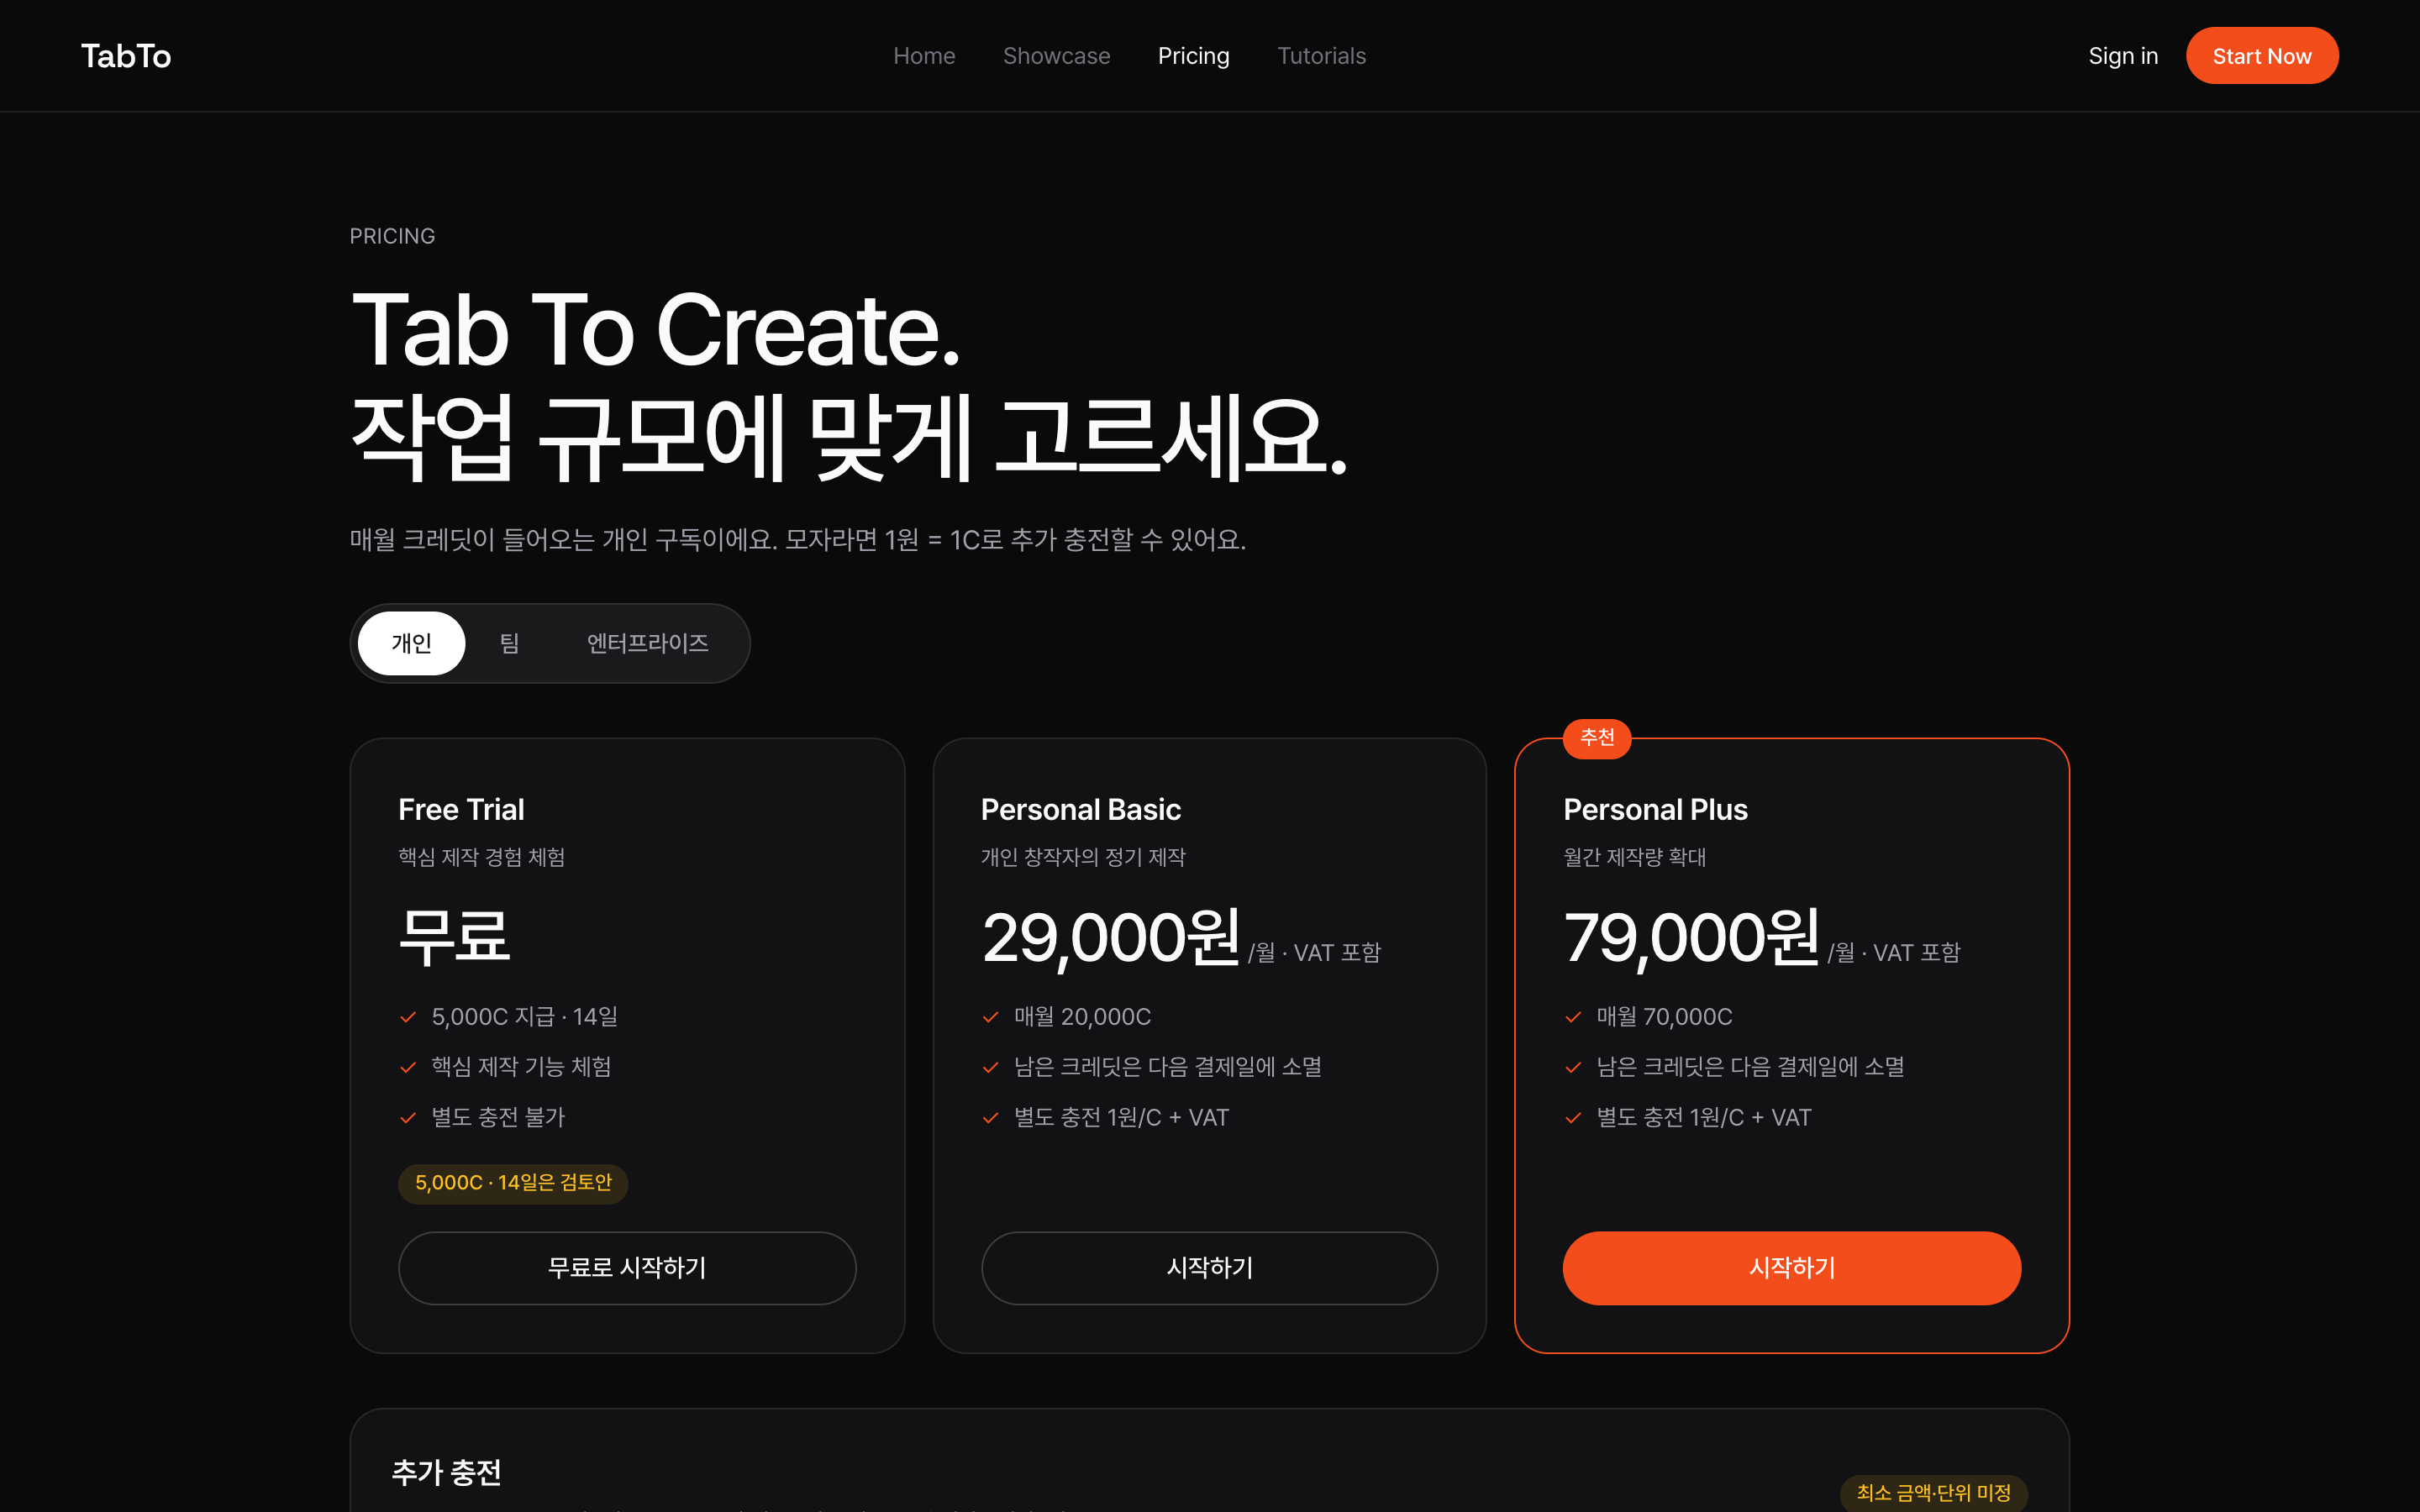 TabTo
Home Showcase Pricing Tutorials
Sign in Start Now
PRICING
Tab To Create.
작업 규모에 맞게 고르세요.
매월 크레딧이 들어오는 개인 구독이에요. 모자라면 1원 = 1C로 추가 충전할 수 있어요.
개인 팀 엔터프라이즈
Free Trial
핵심 제작 경험 체험
무료
5,000C 지급 · 14일
핵심 제작 기능 체험
별도 충전 불가
5,000C · 14일은 검토안
무료로 시작하기
Personal Basic
개인 창작자의 정기 제작
29,000원 /월 · VAT 포함
매월 20,000C
남은 크레딧은 다음 결제일에 소멸
별도 충전 1원/C + VAT
시작하기
추천
Personal Plus
월간 제작량 확대
79,000원 /월 · VAT 포함
매월 70,000C
남은 크레딧은 다음 결제일에 소멸
별도 충전 1원/C + VAT
시작하기
추가 충전
최소 금액·단위 미정